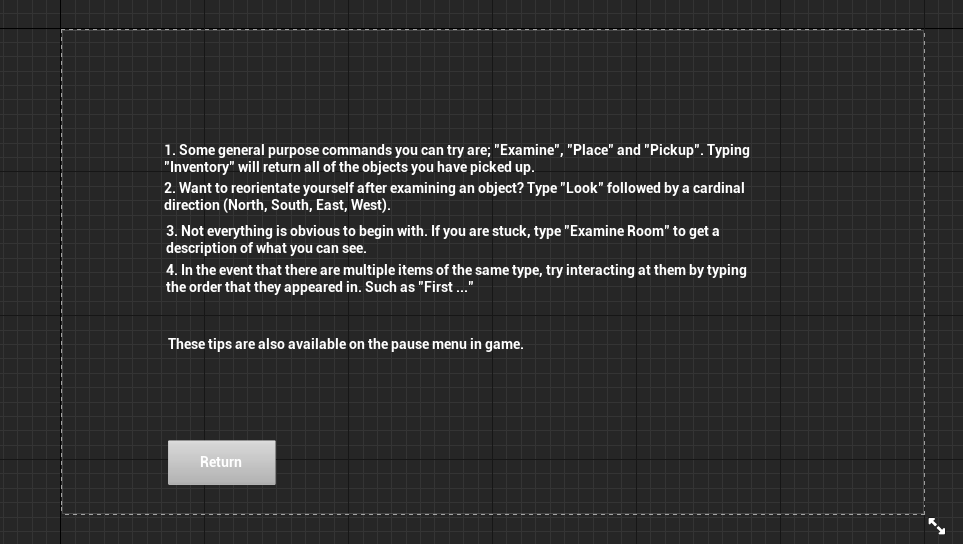 1. Some general purpose commands you can try are; "Examine", "Place" and "Pickup". Typing
"Inventory" will return all of the objects you have picked up.
2. Want to reorientate yourself after examining an object? Type "Look" followed by a cardinal
direction (North, South, East, West).
3. Not everything is obvious to begin with. If you are stuck, type "Examine Room" to get a
description of what you can see.
4. In the event that there are multiple items of the same type, try interacting at them by typing
the order that they appeared in. Such as "First ..."
These tips are also available on the pause menu in game.
Return